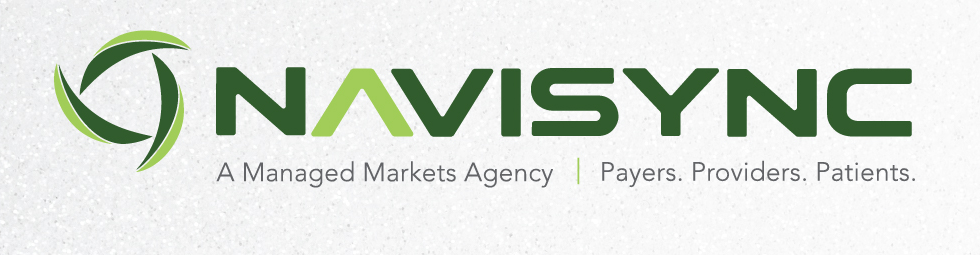 NAVISYNC
A Managed Markets Agency | Payers. Providers. Patients.